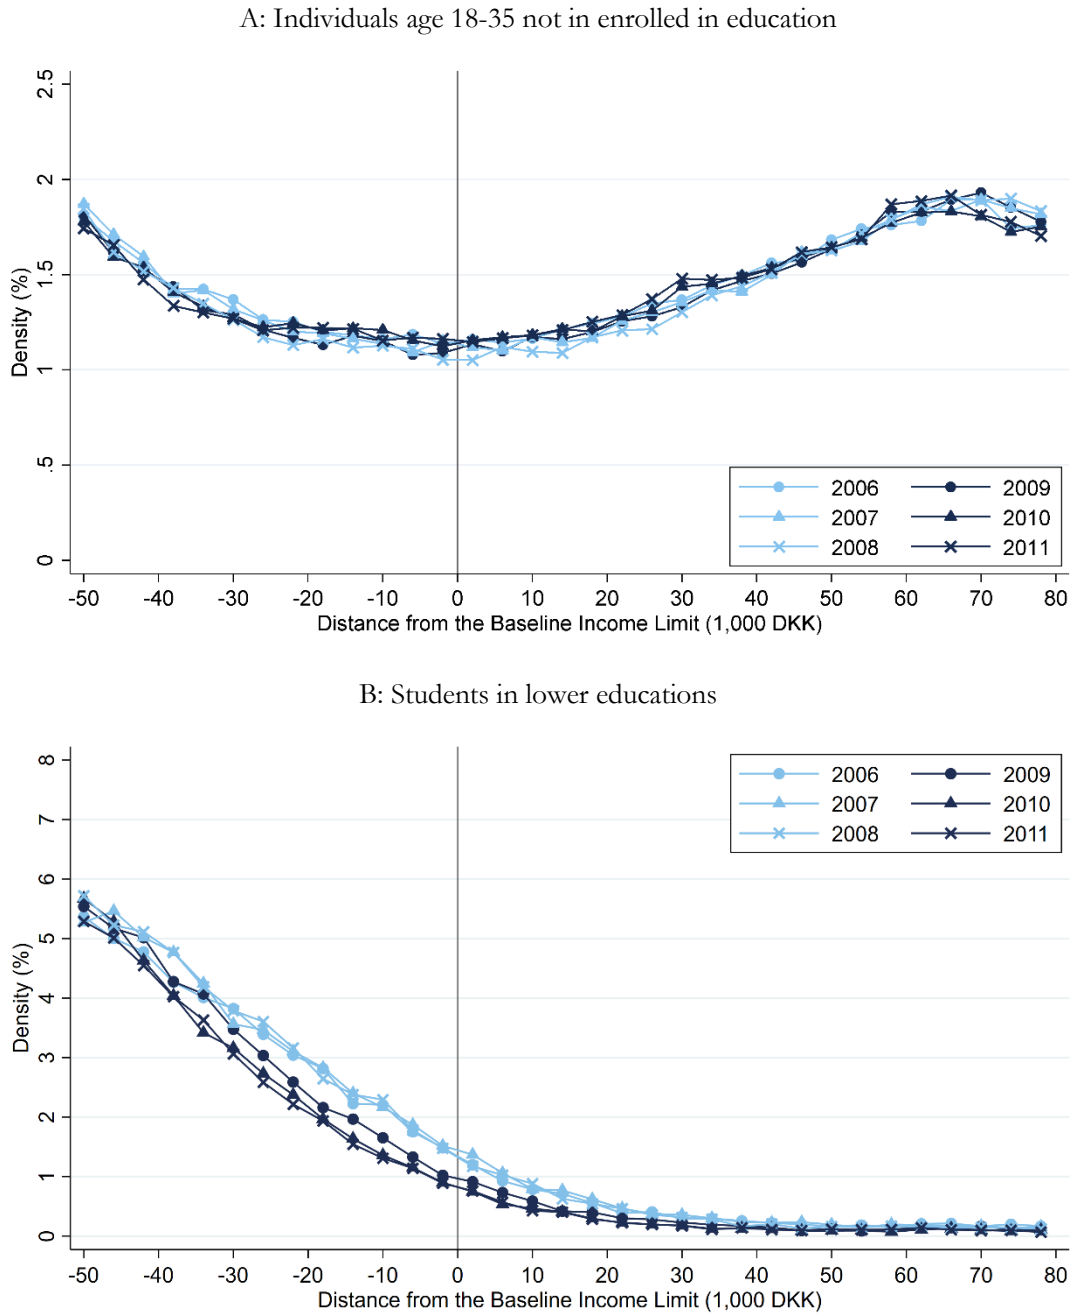 A: Individuals age 18-35 not in enrolled in education
2.5
2
1.5
1
.5
0
Density (%)
2006 2009
2007 2010
2008 2011
-50 -40 -30 -20 -10 0 10 20 30 40 50 60 70 80
Distance from the Baseline Income Limit (1,000 DKK)
B: Students in lower educations
8
7
6
5
4
3
2
1
0
Density (%)
2006 2009
2007 2010
2008 2011
-50 -40 -30 -20 -10 0 10 20 30 40 50 60 70 80
Distance from the Baseline Income Limit (1,000 DKK)